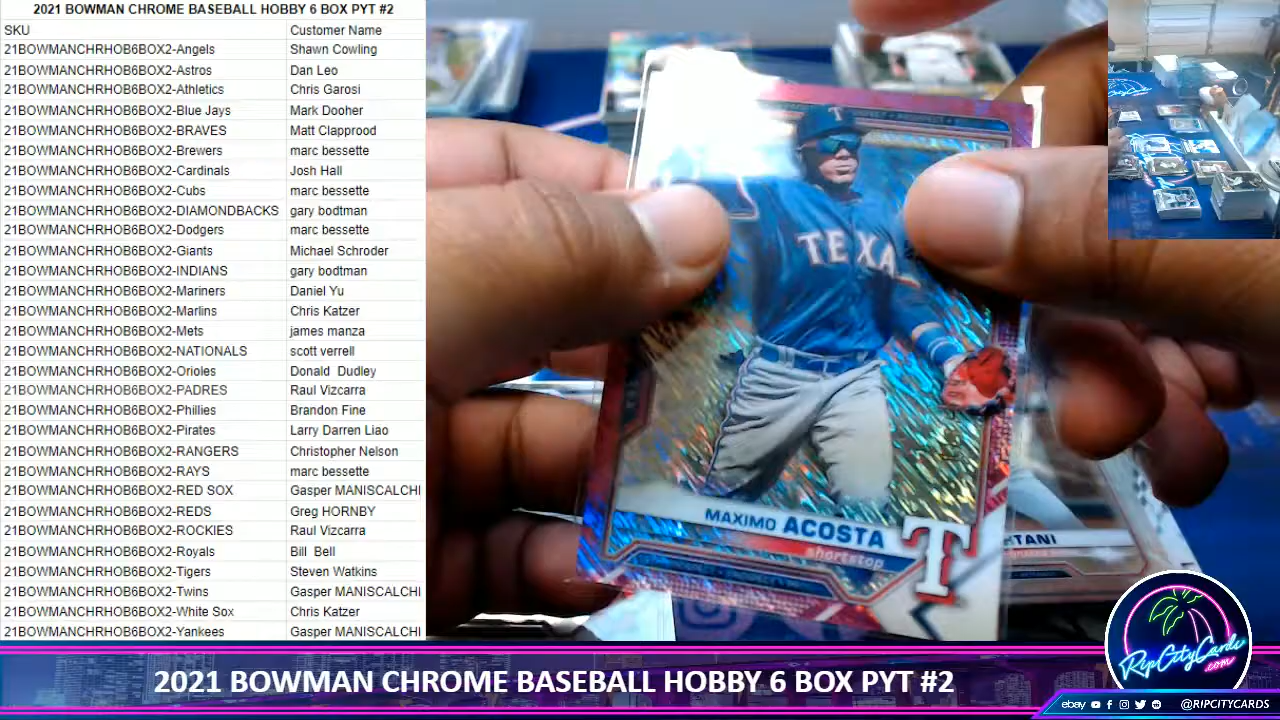 2021 BOWMAN CHROME BASEBALL HOBBY 6 BOX PYT #2
SKU Customer Name
21BOWMANCHRHOB6BOX2-Angels Shawn Cowling
21BOWMANCHRHOB6BOX2-Astros Dan Leo
21BOWMANCHRHOB6BOX2-Athletics Chris Garosi
21BOWMANCHRHOB6BOX2-Blue Jays Mark Dooher
21BOWMANCHRHOB6BOX2-BRAVES Matt Clapprood
21BOWMANCHRHOB6BOX2-Brewers marc bessette
21BOWMANCHRHOB6BOX2-Cardinals Josh Hall
21BOWMANCHRHOB6BOX2-Cubs marc bessette
21BOWMANCHRHOB6BOX2-DIAMONDBACKS gary bodtman
21BOWMANCHRHOB6BOX2-Dodgers marc bessette
21BOWMANCHRHOB6BOX2-Giants Michael Schroder
21BOWMANCHRHOB6BOX2-INDIANS gary bodtman
21BOWMANCHRHOB6BOX2-Mariners Daniel Yu
21BOWMANCHRHOB6BOX2-Marlins Chris Katzer
21BOWMANCHRHOB6BOX2-Mets james manza
21BOWMANCHRHOB6BOX2-NATIONALS scott verrell
21BOWMANCHRHOB6BOX2-Orioles Donald Dudley
21BOWMANCHRHOB6BOX2-PADRES Raul Vizcarra
21BOWMANCHRHOB6BOX2-Phillies Brandon Fine
21BOWMANCHRHOB6BOX2-Pirates Larry Darren Liao
21BOWMANCHRHOB6BOX2-RANGERS Christopher Nelson
21BOWMANCHRHOB6BOX2-RAYS marc bessette
21BOWMANCHRHOB6BOX2-RED SOX Gasper MANISCALCHI
21BOWMANCHRHOB6BOX2-REDS Greg HORNBY
21BOWMANCHRHOB6BOX2-ROCKIES Raul Vizcarra
21BOWMANCHRHOB6BOX2-Royals Bill Bell
21BOWMANCHRHOB6BOX2-Tigers Steven Watkins
21BOWMANCHRHOB6BOX2-Twins Gasper MANISCALCHI
21BOWMANCHRHOB6BOX2-White Sox Chris Katzer
21BOWMANCHRHOB6BOX2-Yankees Gasper MANISCALCHI
T
TEXA
MAXIMO ACOSTA
shortstop
T
TANI
RipCityCards
.com
2021 BOWMAN CHROME BASEBALL HOBBY 6 BOX PYT #2
ebay @RIPCITYCARDS